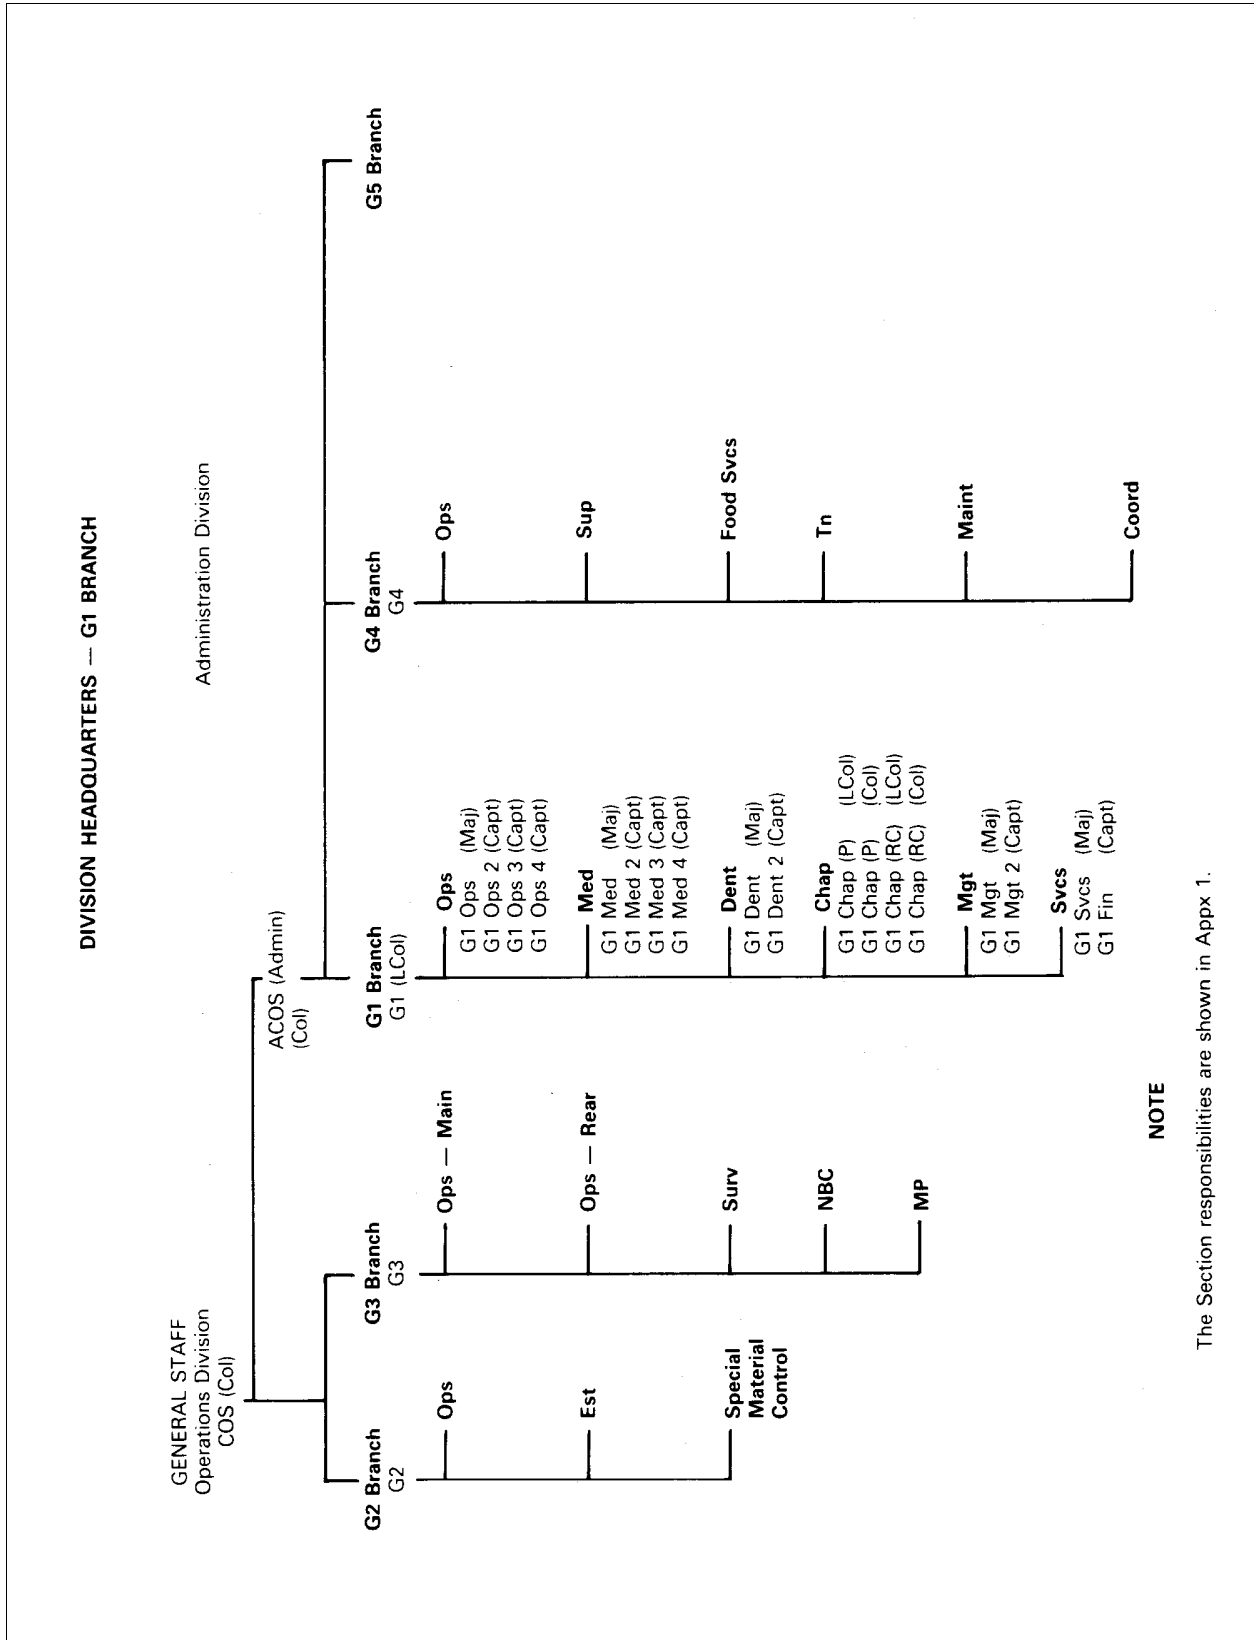 DIVISION HEADQUARTERS — G1 BRANCH
GENERAL STAFF
Operations Division
COS (Col)
Administration Division
ACOS (Admin)
(Col)
G2 Branch
G2
Ops
Est
Special
Material
Control
G3 Branch
G3
Ops — Main
Ops — Rear
Surv
NBC
MP
G1 Branch
G1 (LCol)
Ops
G1 Ops (Maj)
G1 Ops 2 (Capt)
G1 Ops 3 (Capt)
G1 Ops 4 (Capt)
Med
G1 Med (Maj)
G1 Med 2 (Capt)
G1 Med 3 (Capt)
G1 Med 4 (Capt)
Dent
G1 Dent (Maj)
G1 Dent 2 (Capt)
Chap
G1 Chap (P) (LCol)
G1 Chap (P) (Col)
G1 Chap (RC) (LCol)
G1 Chap (RC) (Col)
Mgt
G1 Mgt (Maj)
G1 Mgt 2 (Capt)
Svcs
G1 Svcs (Maj)
G1 Fin (Capt)
G4 Branch
G4
Ops
Sup
Food Svcs
Tn
Maint
Coord
G5 Branch
NOTE
The Section responsibilities are shown in Appx 1.